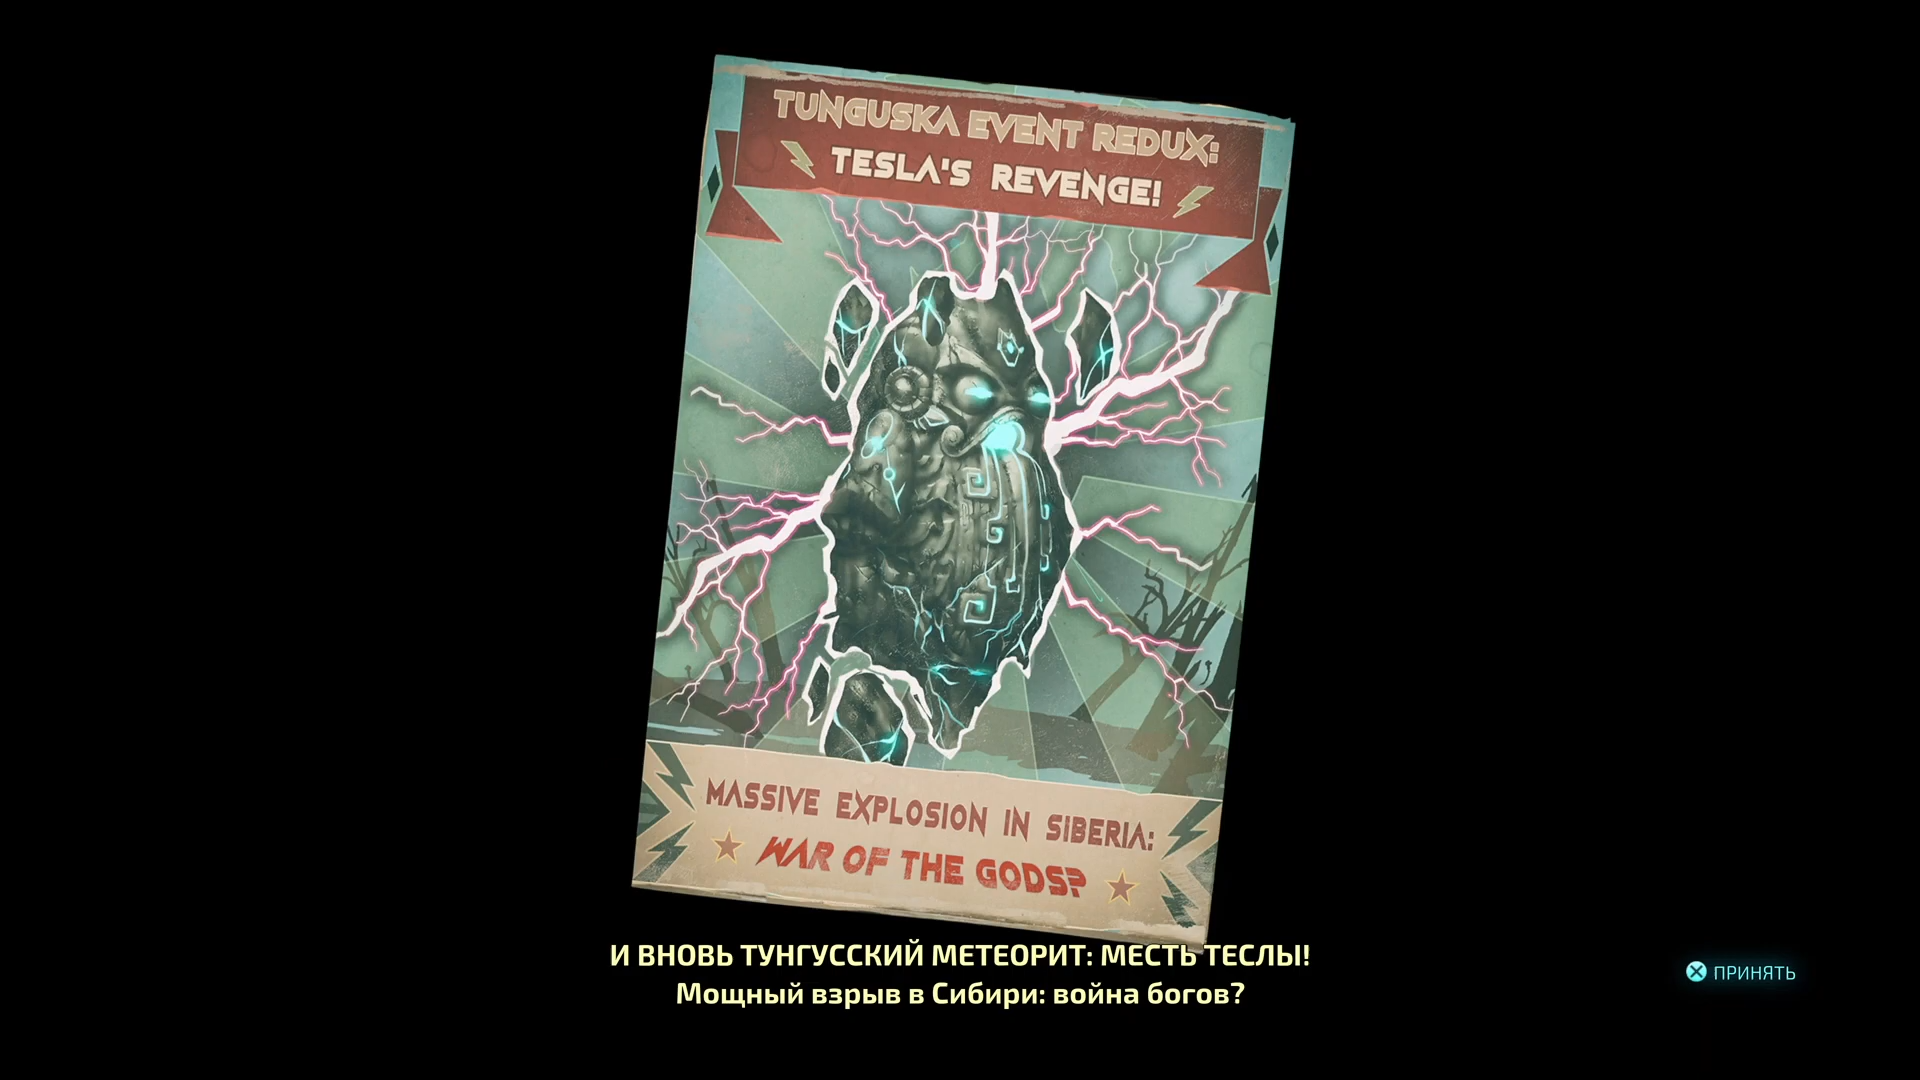 TUNGUSKA EVENT REDUX:
TESLA'S REVENGE!
MASSIVE EXPLOSION IN SIBERIA:
WAR OF THE GODS?
И ВНОВЬ ТУНГУССКИЙ МЕТЕОРИТ: МЕСТЬ ТЕСЛЫ!
Мощный взрыв в Сибири: война богов?
ПРИНЯТЬ